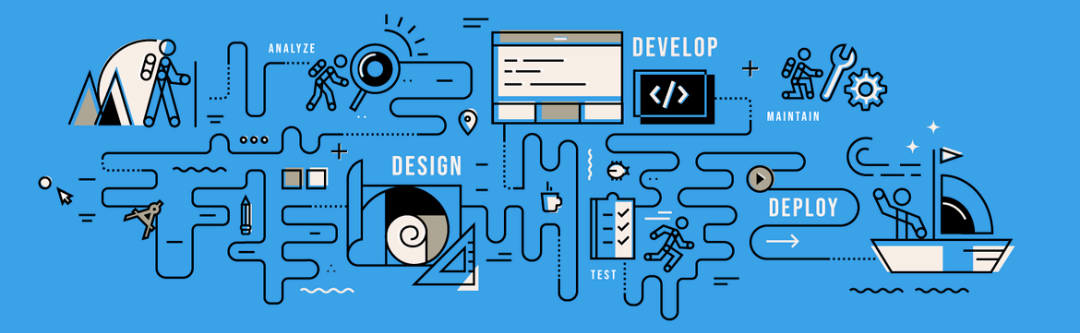 ANALYZE
DESIGN
DEVELOP
</>
TEST
DEPLOY
MAINTAIN